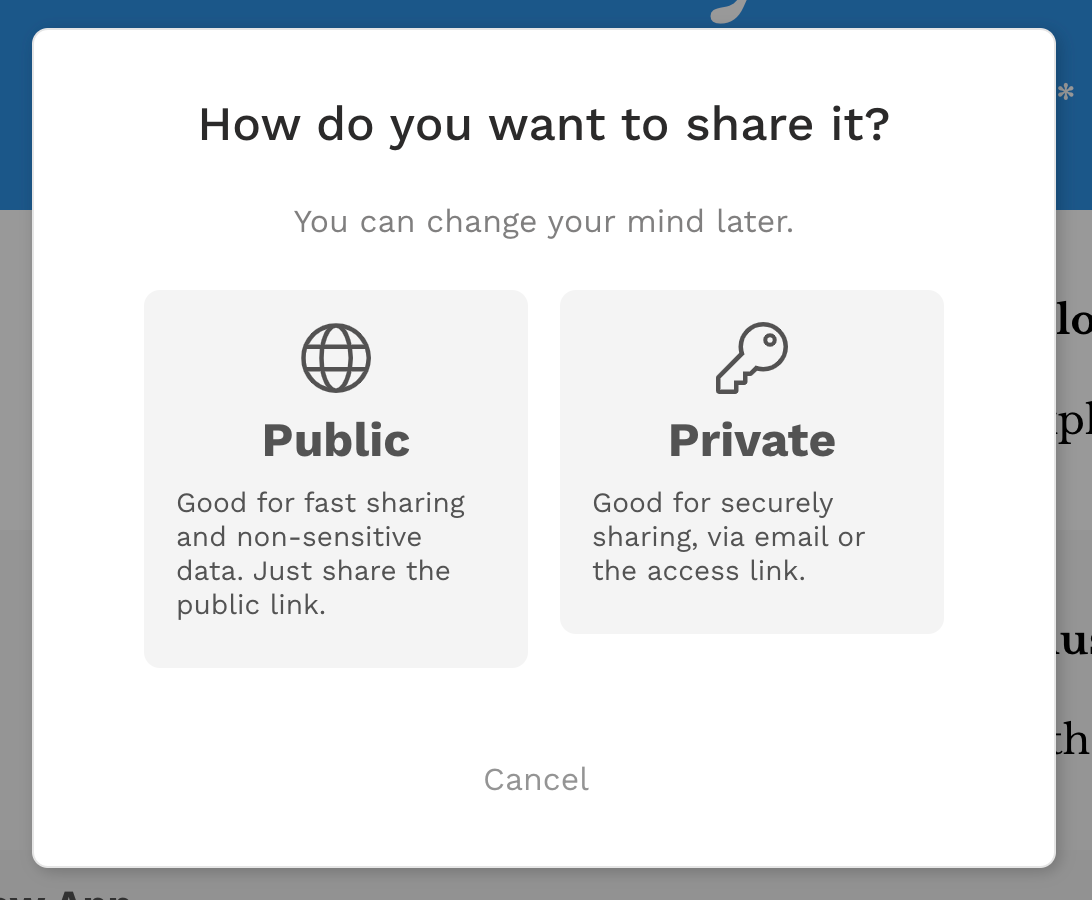 How do you want to share it?
You can change your mind later.
Public
Good for fast sharing
and non-sensitive
data. Just share the
public link.
Private
Good for securely
sharing, via email or
the access link.
Cancel